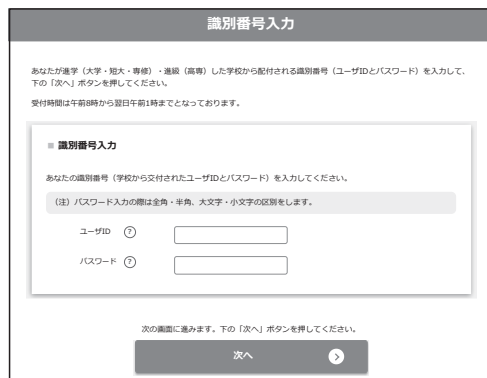 識別番号入力
あなたが進学（大学・短大・専修）・進級（高専）した学校から配付される識別番号（ユーザIDとパスワード）を入力して、
下の「次へ」ボタンを押してください。
受付時間は午前8時から翌日午前1時までとなっております。
識別番号入力
あなたの識別番号（学校から交付されたユーザIDとパスワード）を入力してください。
（注）パスワード入力の際は全角・半角、大文字・小文字の区別をします。
ユーザID ?
パスワード ?
次の画面に進みます。下の「次へ」ボタンを押してください。
次へ